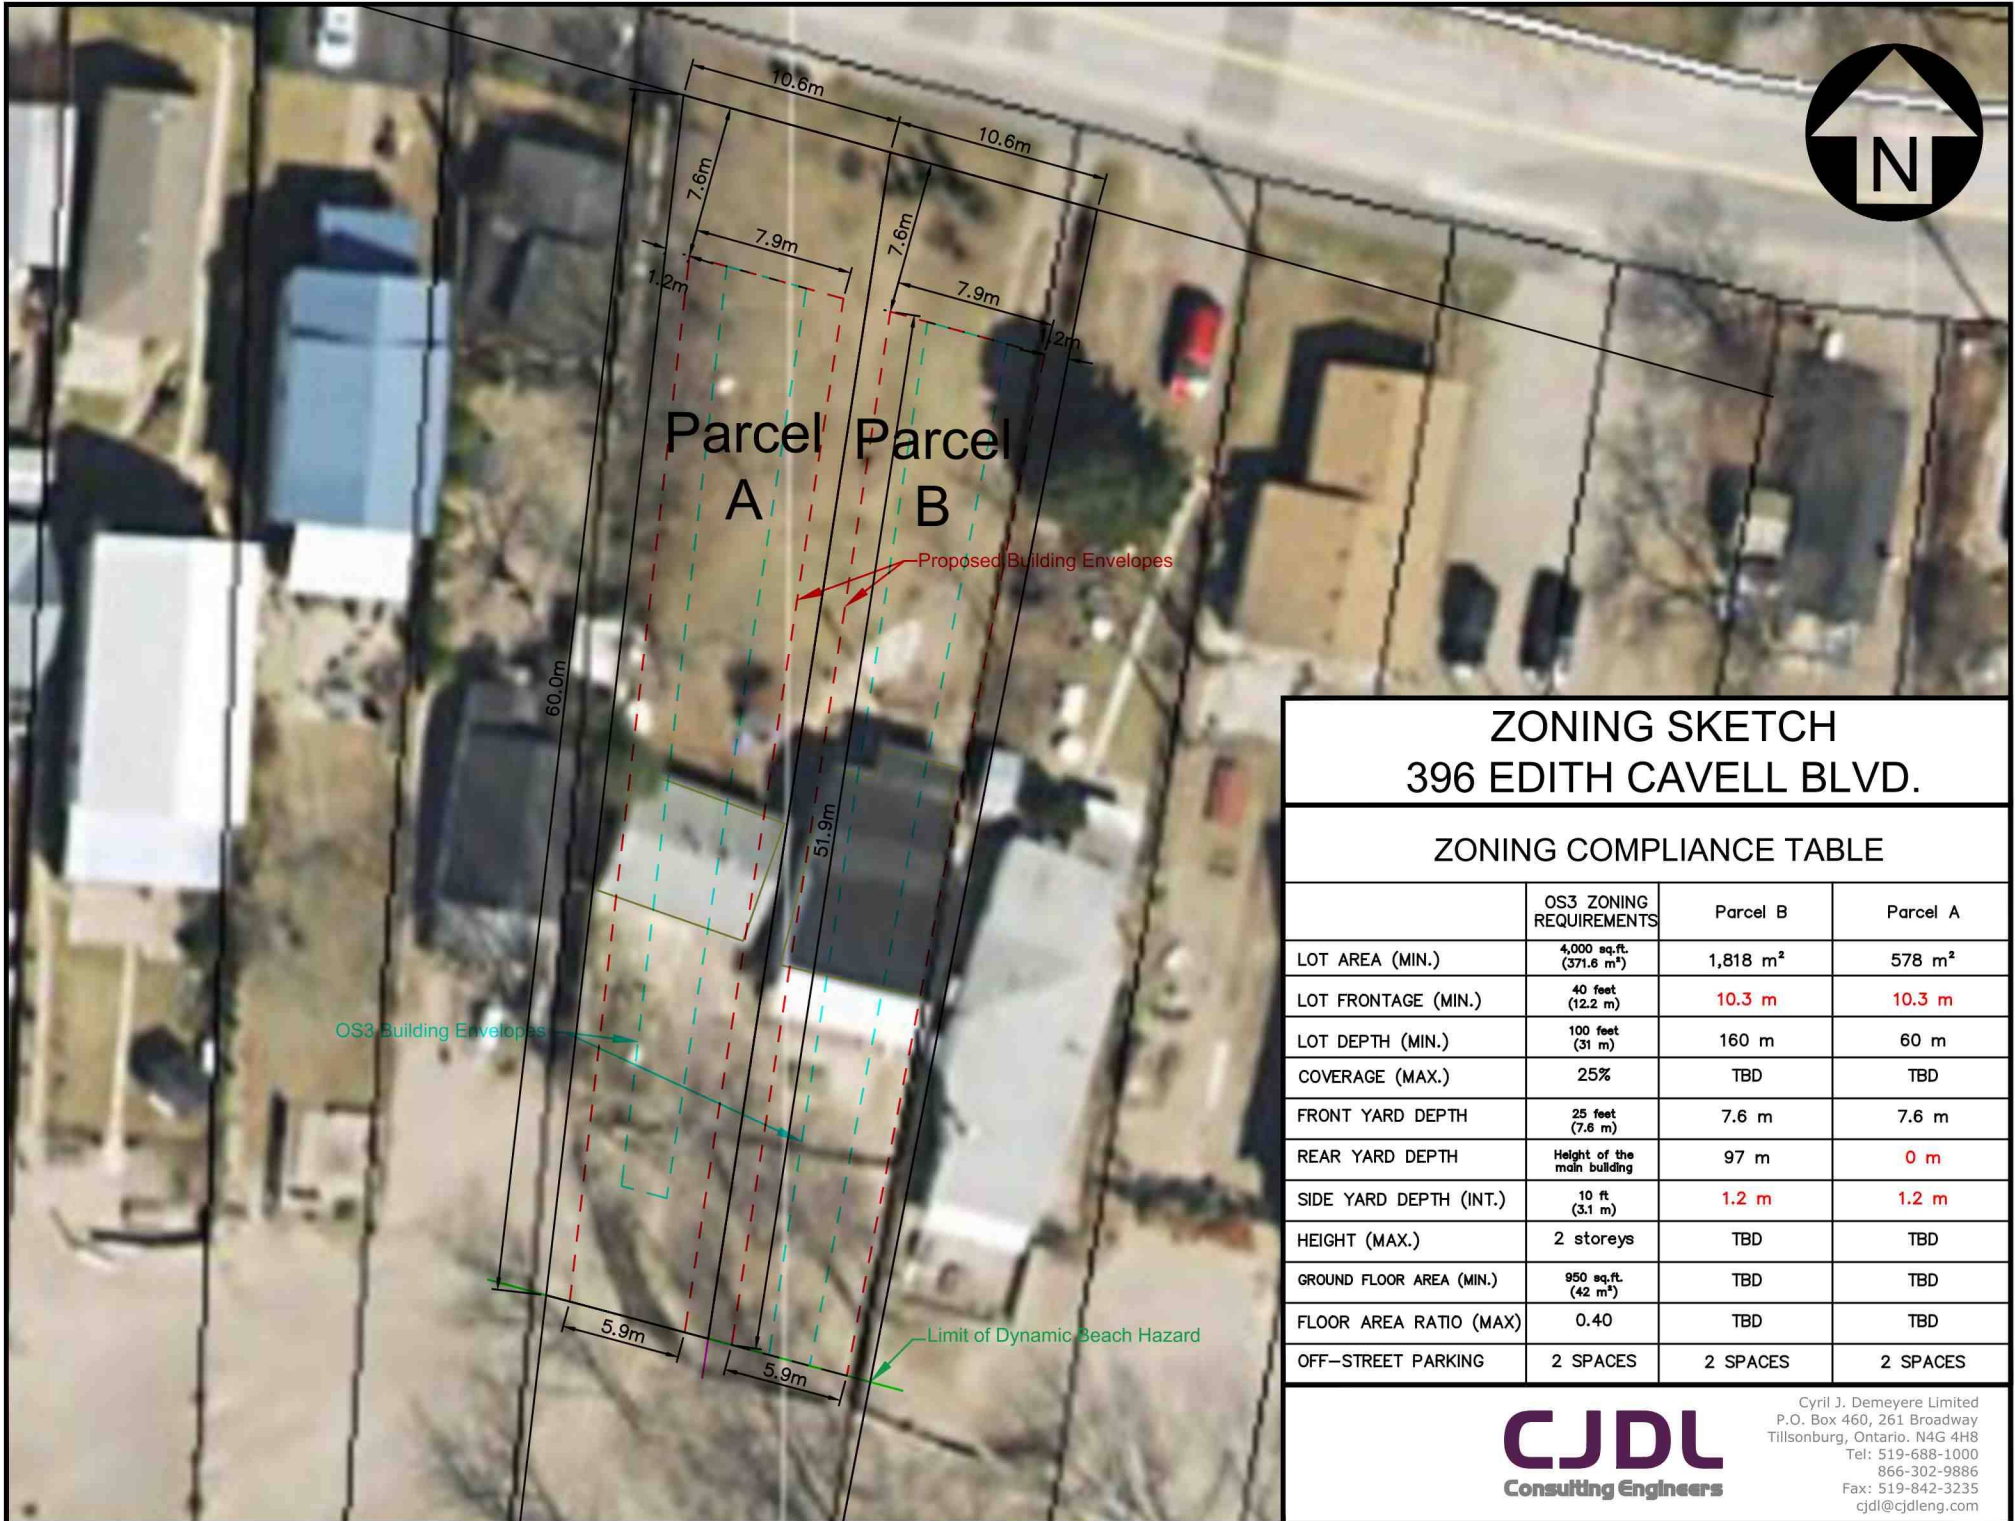 10.6m
10.6m
7.6m
7.6m
7.9m
1.2m
7.9m
1.2m
N
Parcel
A
Parcel
B
Proposed Building Envelopes
60.0m
51.9m
OS3 Building Envelopes
5.9m
5.9m
Limit of Dynamic Beach Hazard
ZONING SKETCH
396 EDITH CAVELL BLVD.
ZONING COMPLIANCE TABLE
OS3 ZONING
REQUIREMENTS
Parcel B
Parcel A
LOT AREA (MIN.)
4,000 sq.ft.
(371.6 m²)
1,818 m²
578 m²
LOT FRONTAGE (MIN.)
40 feet
(12.2 m)
10.3 m
10.3 m
LOT DEPTH (MIN.)
100 feet
(31 m)
160 m
60 m
COVERAGE (MAX.)
25%
TBD
TBD
FRONT YARD DEPTH
25 feet
(7.6 m)
7.6 m
7.6 m
REAR YARD DEPTH
Height of the
main building
97 m
0 m
SIDE YARD DEPTH (INT.)
10 ft
(3.1 m)
1.2 m
1.2 m
HEIGHT (MAX.)
2 storeys
TBD
TBD
GROUND FLOOR AREA (MIN.)
950 sq.ft.
(42 m²)
TBD
TBD
FLOOR AREA RATIO (MAX)
0.40
TBD
TBD
OFF-STREET PARKING
2 SPACES
2 SPACES
2 SPACES
CJDL
Consulting Engineers
Cyril J. Demeyere Limited
P.O. Box 460, 261 Broadway
Tillsonburg, Ontario. N4G 4H8
Tel: 519-688-1000
866-302-9886
Fax: 519-842-3235
cjdl@cjdleng.com